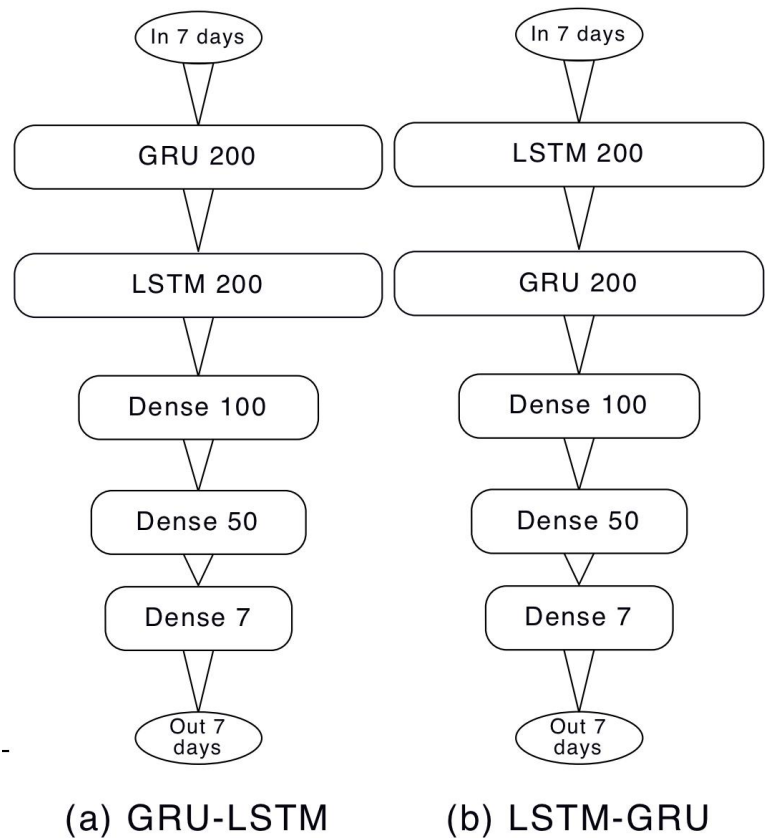 In 7 days
GRU 200
LSTM 200
Dense 100
Dense 50
Dense 7
Out 7
days
(a) GRU-LSTM
In 7 days
LSTM 200
GRU 200
Dense 100
Dense 50
Dense 7
Out 7
days
(b) LSTM-GRU
-